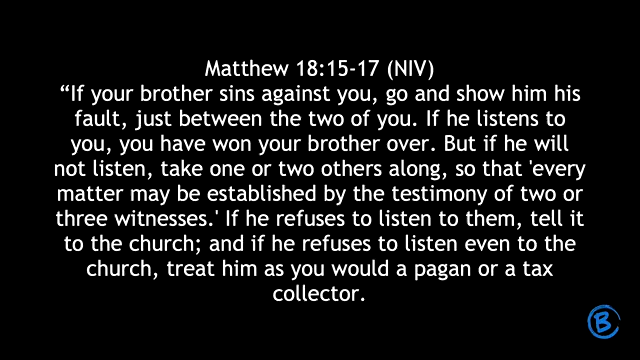 Matthew 18:15-17 (NIV)
“If your brother sins against you, go and show him his
fault, just between the two of you. If he listens to
you, you have won your brother over. But if he will
not listen, take one or two others along, so that 'every
matter may be established by the testimony of two or
three witnesses.' If he refuses to listen to them, tell it
to the church; and if he refuses to listen even to the
church, treat him as you would a pagan or a tax
collector.
B